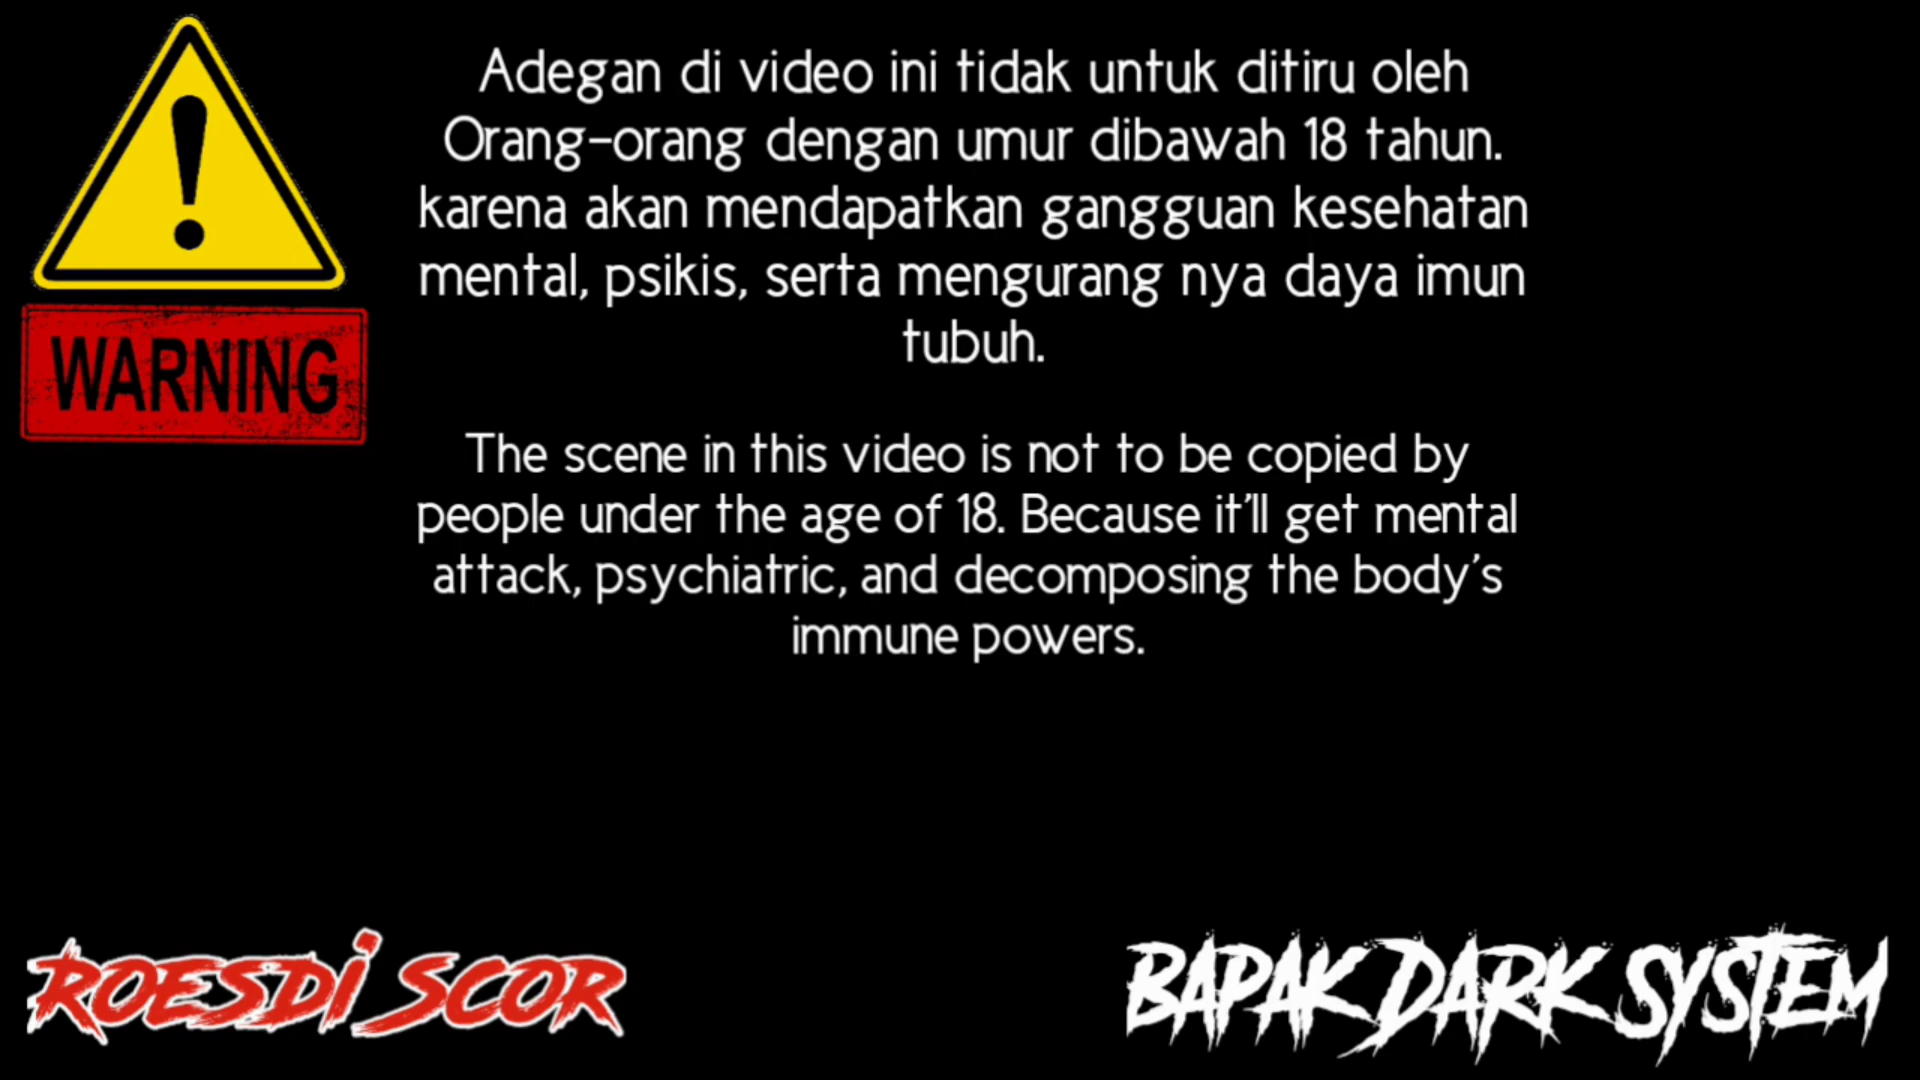 Adegan di video ini tidak untuk ditiru oleh
Orang-orang dengan umur dibawah 18 tahun.
karena akan mendapatkan gangguan kesehatan
mental, psikis, serta mengurang nya daya imun
tubuh.
WARNING
The scene in this video is not to be copied by
people under the age of 18. Because it'll get mental
attack, psychiatric, and decomposing the body's
immune powers.
ROESDI SCOR
BAPAK DARK SYSTEM